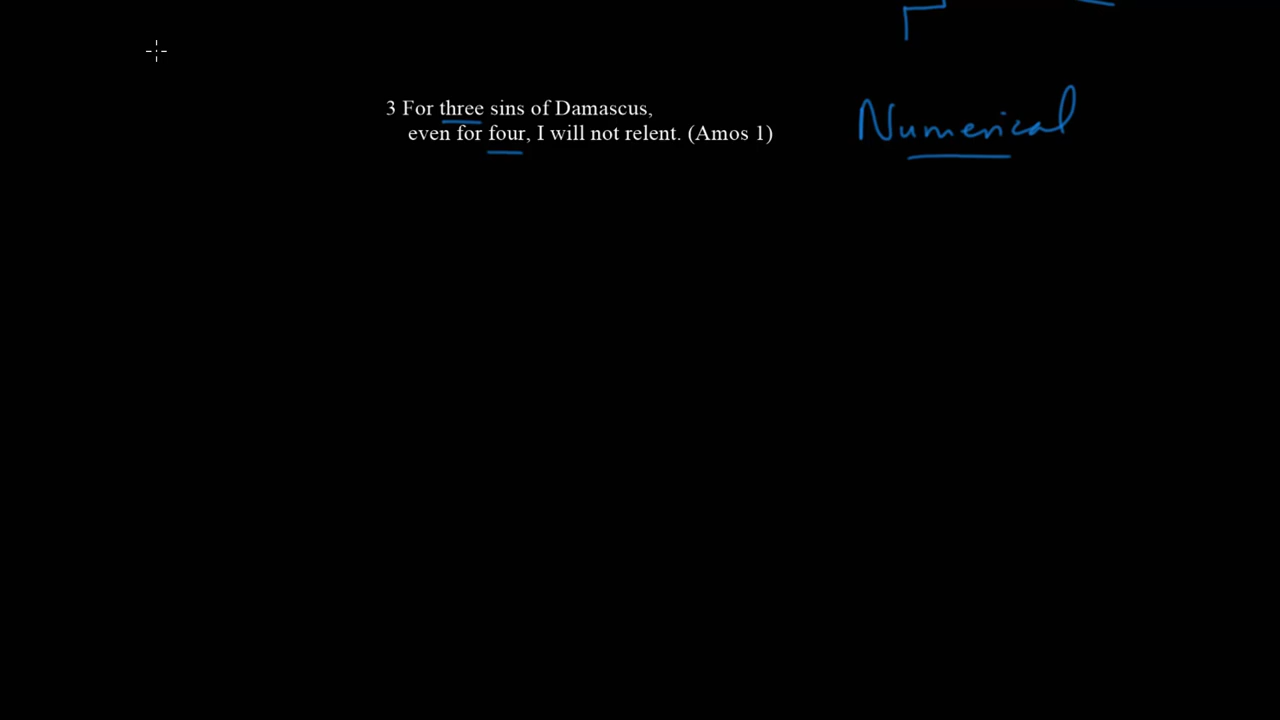 3 For three sins of Damascus,
even for four, I will not relent. (Amos 1)
Numerical